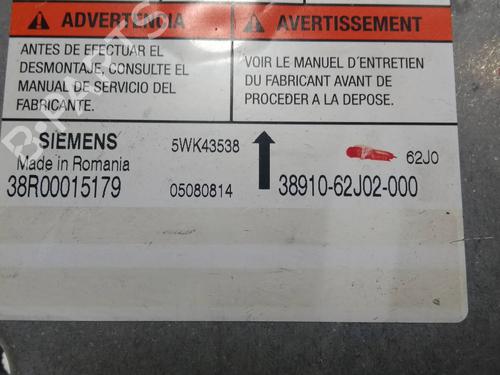 ADVERTENCIA
ANTES DE EFECTUAR EL
DESMONTAJE, CONSULTE EL
MANUAL DE SERVICIO DEL
FABRICANTE.
AVERTISSEMENT
VOIR LE MANUEL D´ENTRETIEN
DU FABRICANT AVANT DE
PROCEDER A LA DEPOSE.
SIEMENS
5WK43538
62J0
Made in Romania
38R00015179
05080814
38910-62J02-000
B-PARTS